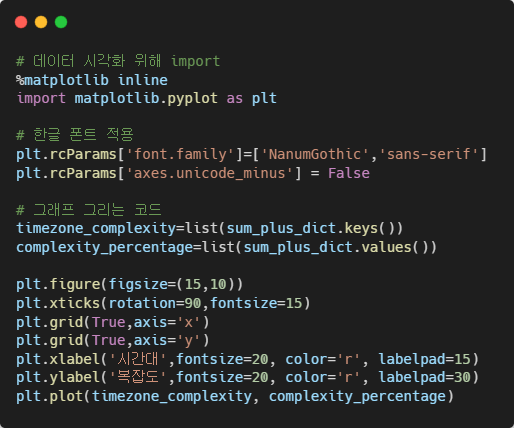 # 데이터 시각화 위해 import
%matplotlib inline
import matplotlib.pyplot as plt
# 한글 폰트 적용
plt.rcParams['font.family']=['NanumGothic','sans-serif']
plt.rcParams['axes.unicode_minus'] = False
# 그래프 그리는 코드
timezone_complexity=list(sum_plus_dict.keys())
complexity_percentage=list(sum_plus_dict.values())
plt.figure(figsize=(15,10))
plt.xticks(rotation=90,fontsize=15)
plt.grid(True,axis='x')
plt.grid(True,axis='y')
plt.xlabel('시간대',fontsize=20, color='r', labelpad=15)
plt.ylabel('복잡도',fontsize=20, color='r', labelpad=30)
plt.plot(timezone_complexity, complexity_percentage)